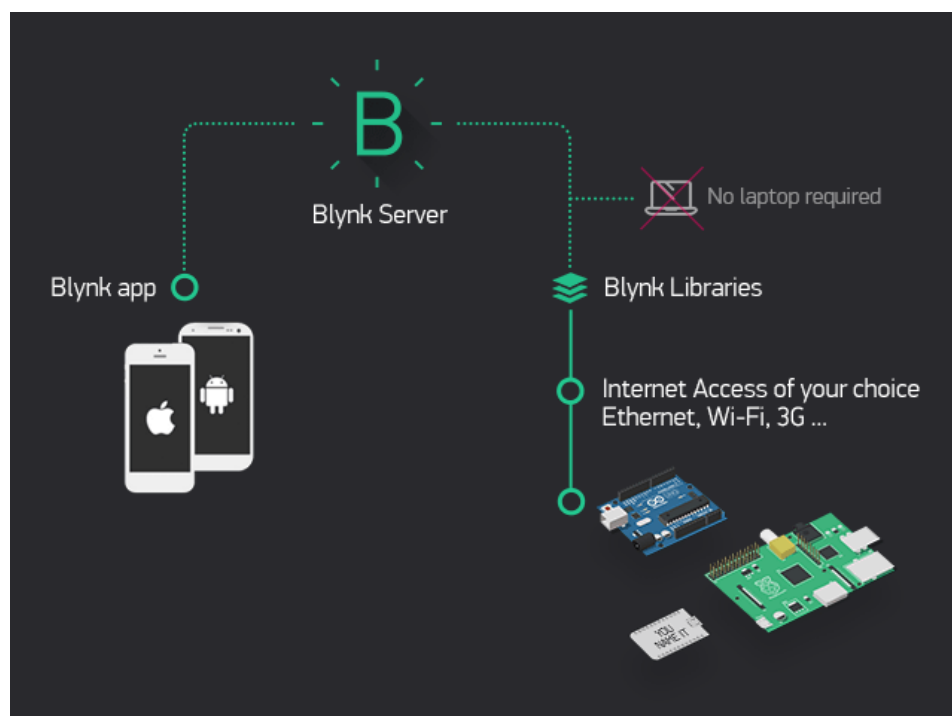 B
Blynk Server
No laptop required
Blynk app
Blynk Libraries
Internet Access of your choice
Ethernet, Wi-Fi, 3G ...
YOU
NAME IT